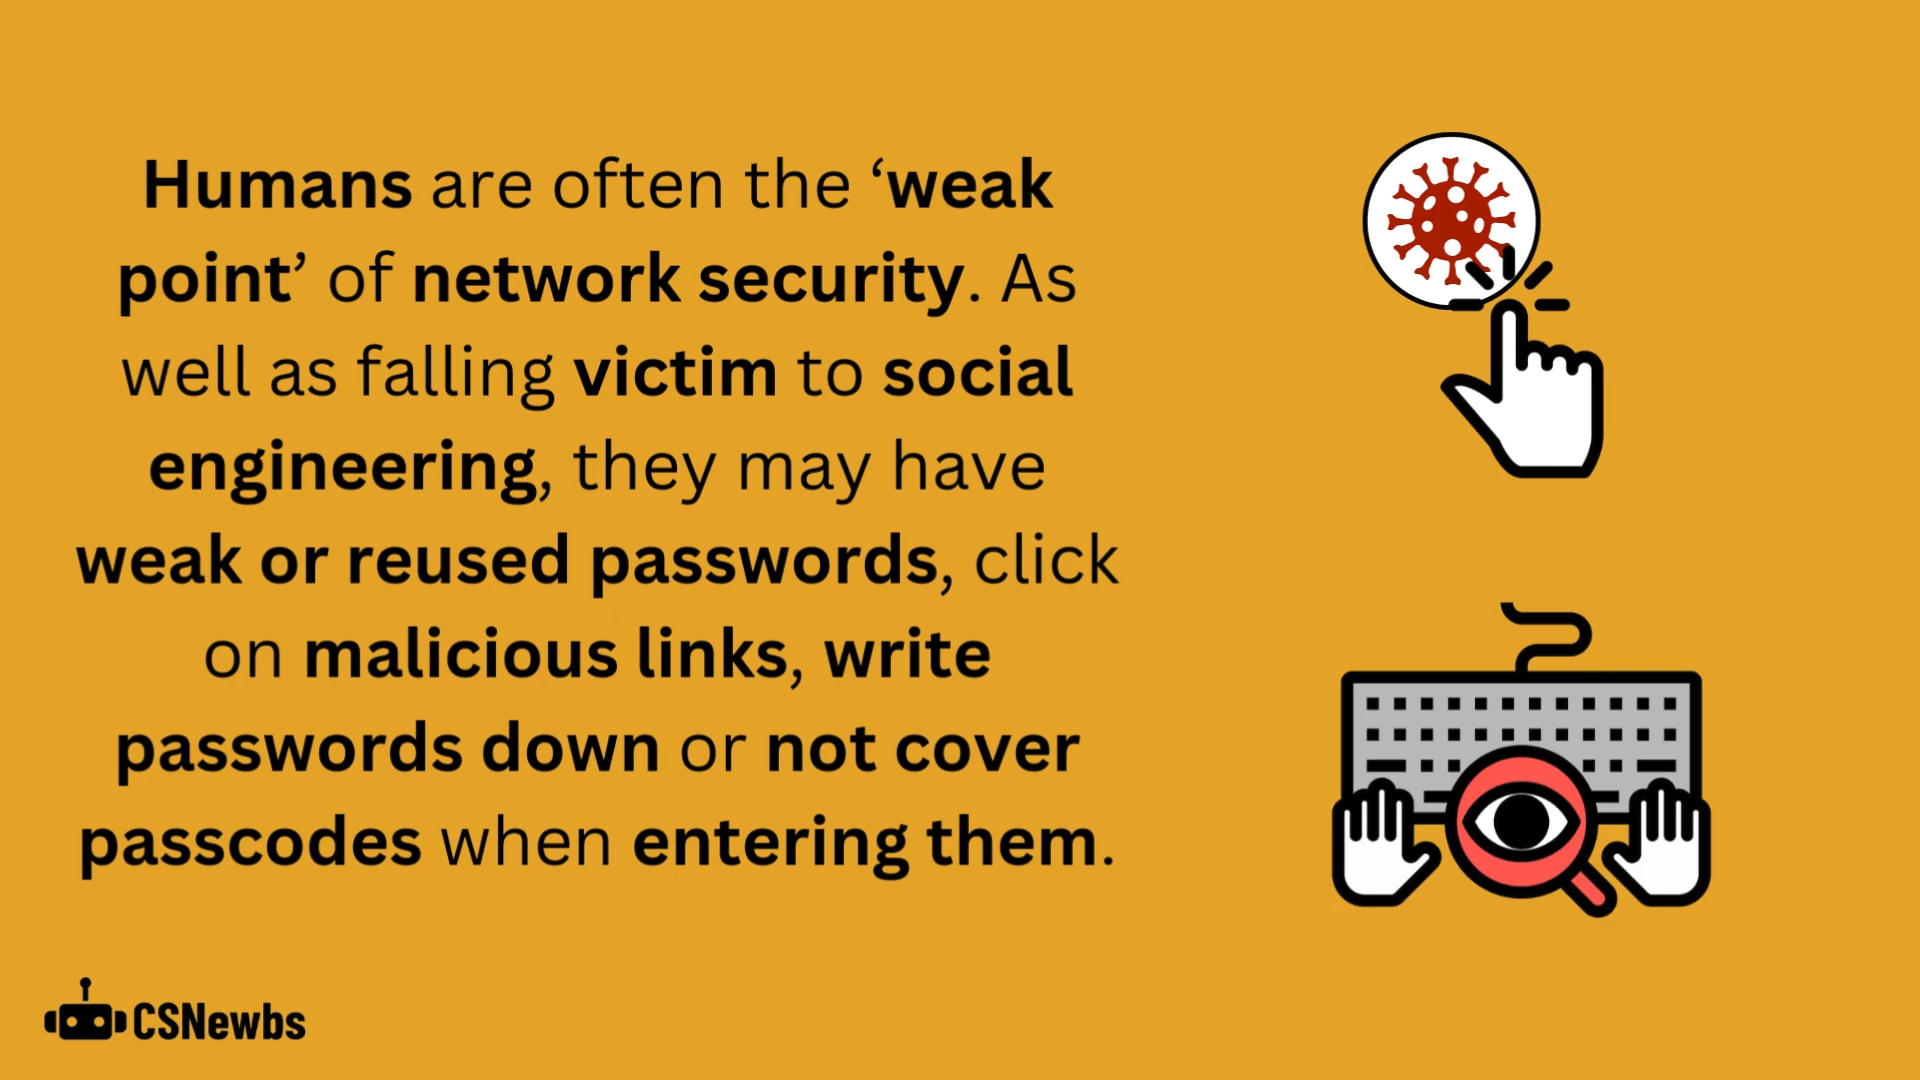 Humans are often the ‘weak
point’ of network security. As
well as falling victim to social
engineering, they may have
weak or reused passwords, click
on malicious links, write
passwords down or not cover
passcodes when entering them.
CSNewbs